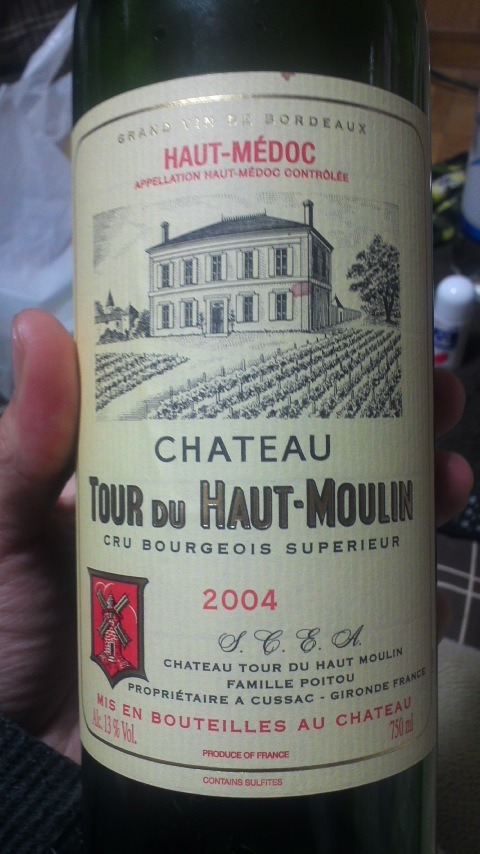 GRAND VIN DE BORDEAUX
HAUT-MÉDOC
APPELLATION HAUT-MÉDOC CONTRÔLÉE
CHATEAU
TOUR DU HAUT-MOULIN
CRU BOURGEOIS SUPERIEUR
2004
S. C. E. A.
CHATEAU TOUR DU HAUT MOULIN
FAMILLE POITOU
PROPRIÉTAIRE A CUSSAC - GIRONDE FRANCE
MIS EN BOUTEILLES AU CHATEAU
Alc. 13 % Vol.
750 ml
PRODUCE OF FRANCE
CONTAINS SULFITES